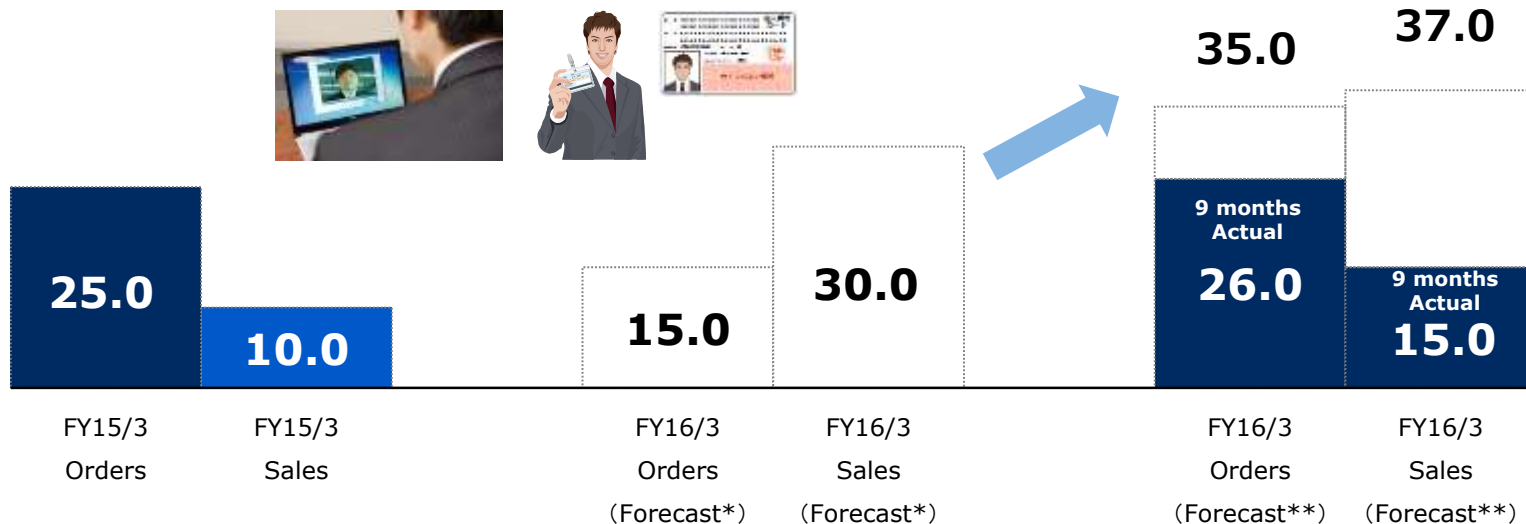 35.0
37.0
25.0
10.0
15.0
30.0
9 months
Actual
26.0
9 months
Actual
15.0
FY15/3
Orders
FY15/3
Sales
FY16/3
Orders
（Forecast*）
FY16/3
Sales
（Forecast*）
FY16/3
Orders
（Forecast**）
FY16/3
Sales
（Forecast**）